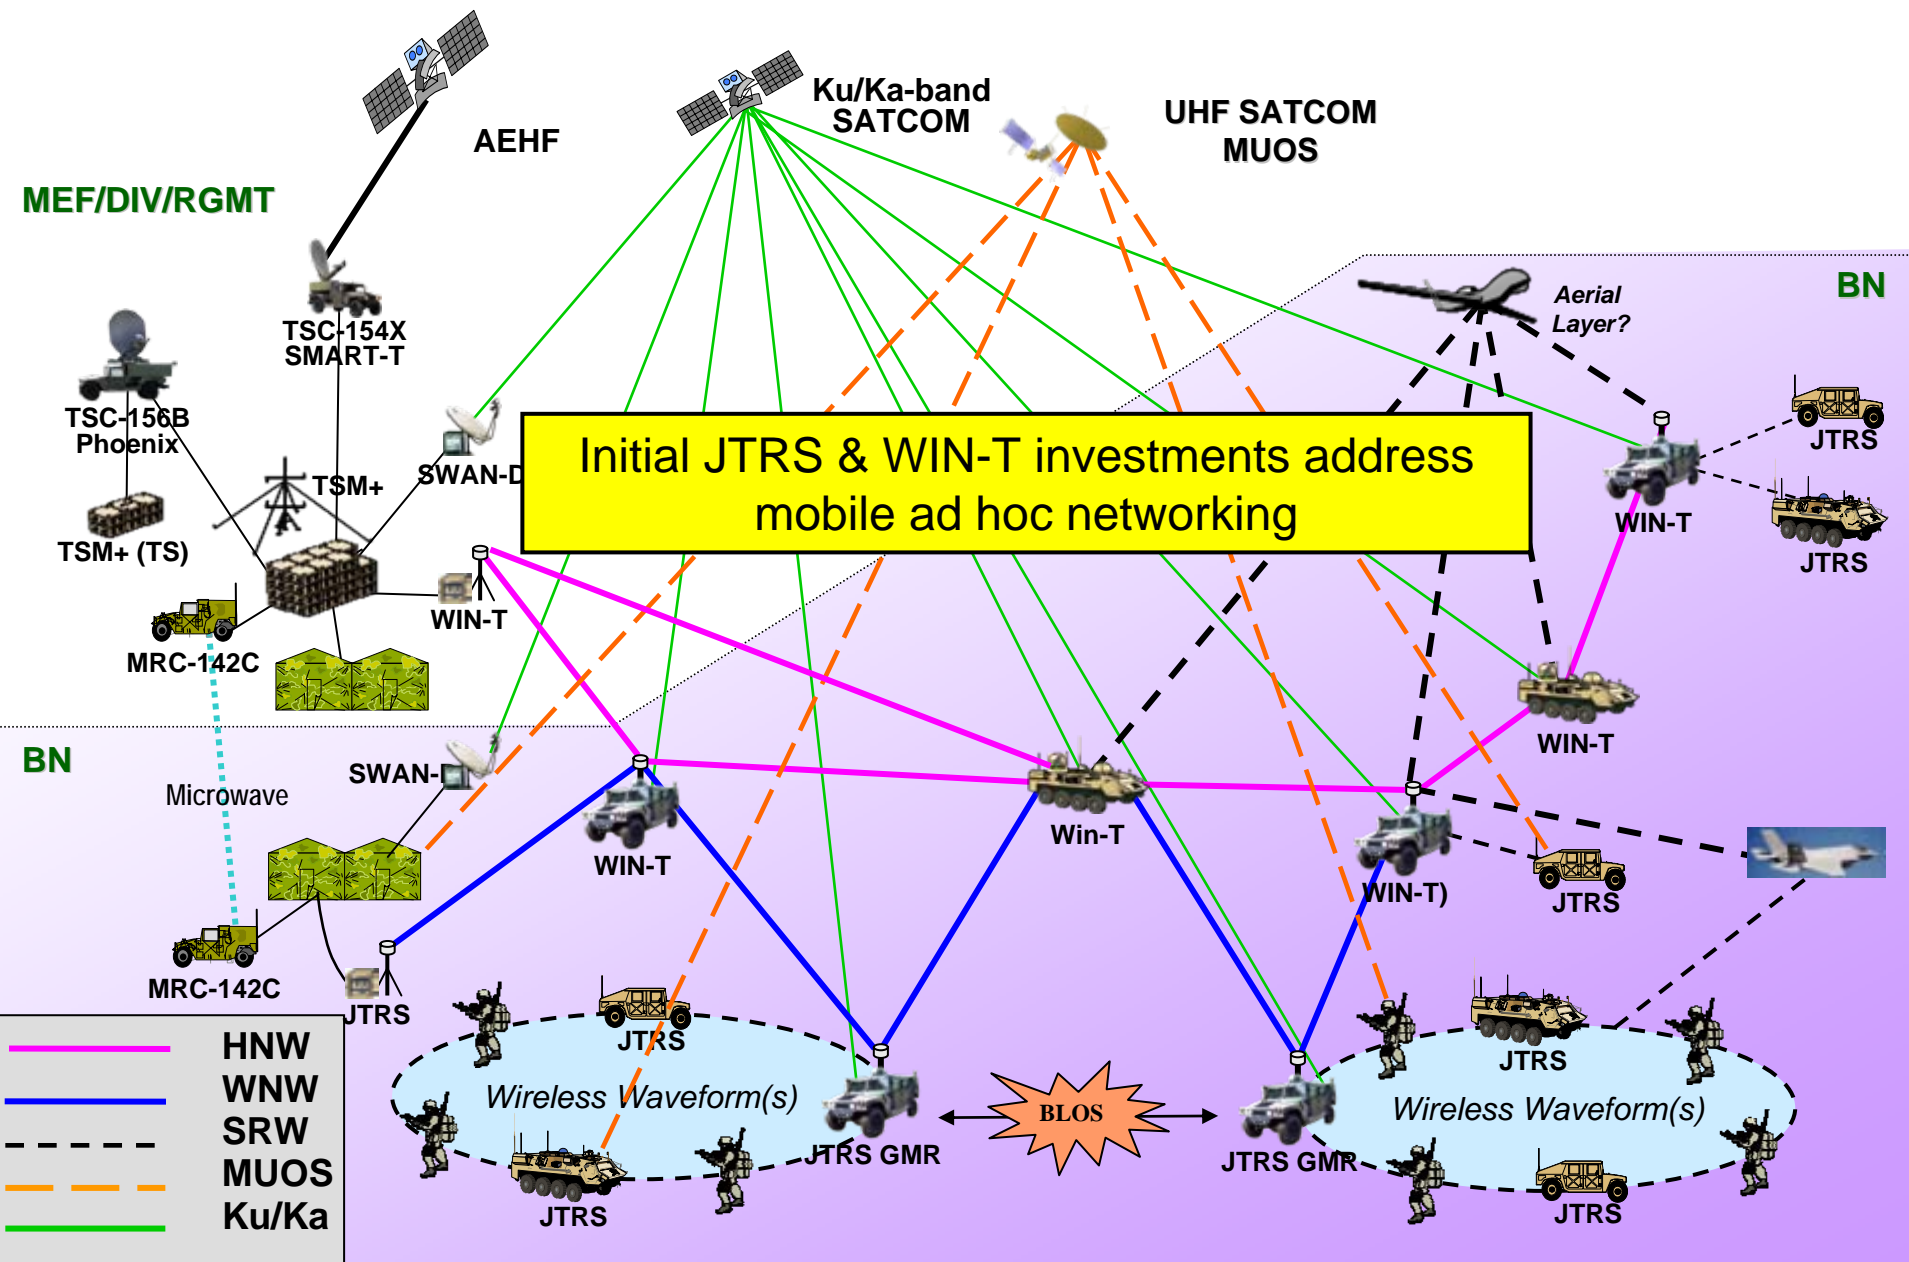 AEHF
Ku/Ka-band
SATCOM
UHF SATCOM
MUOS
MEF/DIV/RGMT
BN
Aerial
Layer?
TSC-154X
SMART-T
TSC-156B
Phoenix
TSM+
SWAN-D
TSM+ (TS)
Initial JTRS & WIN-T investments address
mobile ad hoc networking
JTRS
WIN-T
JTRS
WIN-T
MRC-142C
WIN-T
BN
SWAN-
Microwave
WIN-T
Win-T
WIN-T)
JTRS
MRC-142C
JTRS
JTRS
Wireless Waveform(s)
JTRS
JTRS GMR
BLOS
JTRS
Wireless Waveform(s)
JTRS GMR
JTRS
HNW
WNW
SRW
MUOS
Ku/Ka